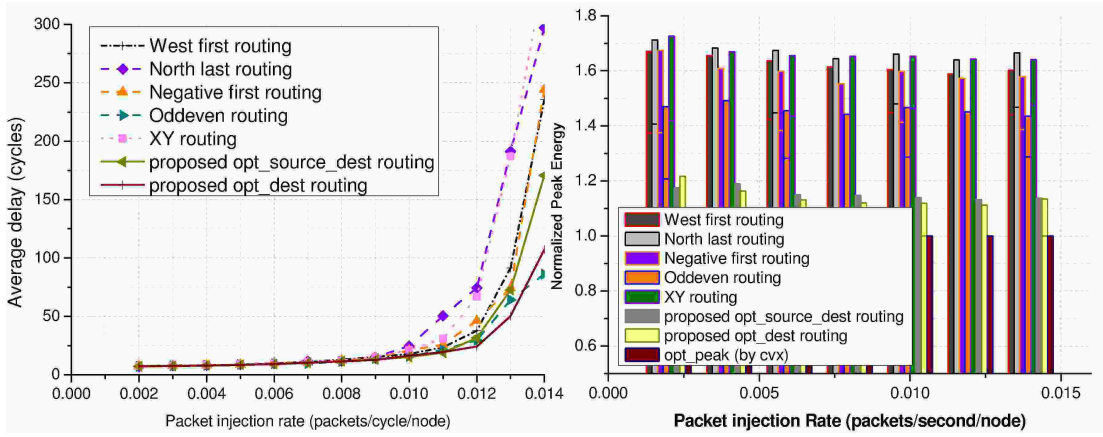 300
250
200
150
100
50
0
Average delay (cycles)
West first routing
North last routing
Negative first routing
Oddeven routing
XY routing
proposed opt_source_dest routing
proposed opt_dest routing
0.000 0.002 0.004 0.006 0.008 0.010 0.012 0.014
Packet injection rate (packets/cycle/node)
1.8
1.6
1.4
1.2
1.0
0.8
0.6
Normalized Peak Energy
West first routing
North last routing
Negative first routing
Oddeven routing
XY routing
proposed opt_source_dest routing
proposed opt_dest routing
opt_peak (by cvx)
0.000 0.005 0.010 0.015
Packet injection Rate (packets/second/node)